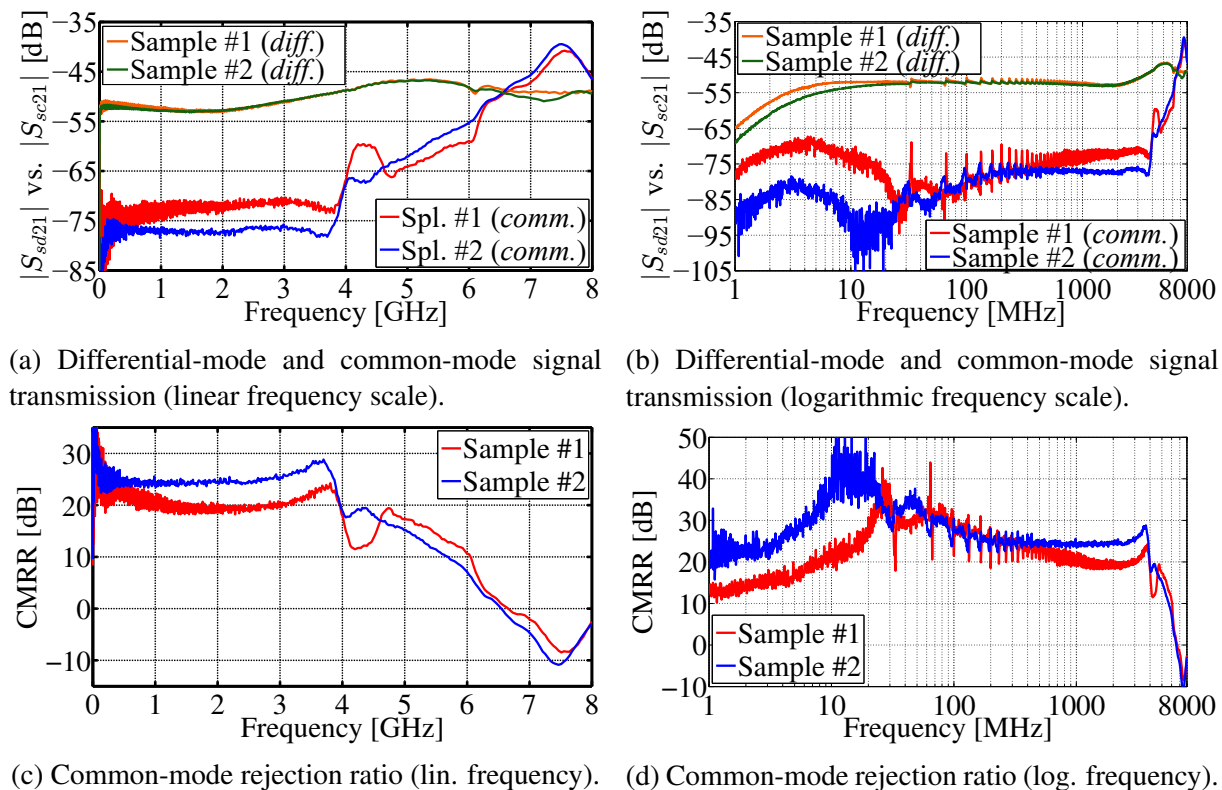 |S_sd21| vs. |S_sc21| [dB]
−35
−45
−55
−65
−75
−85
Sample #1 (diff.)
Sample #2 (diff.)
Spl. #1 (comm.)
Spl. #2 (comm.)
0 1 2 3 4 5 6 7 8
Frequency [GHz]
(a) Differential-mode and common-mode signal
transmission (linear frequency scale).
|S_sd21| vs. |S_sc21| [dB]
−35
−45
−55
−65
−75
−85
−95
−105
Sample #1 (diff.)
Sample #2 (diff.)
Sample #1 (comm.)
Sample #2 (comm.)
1 10 100 1000 8000
Frequency [MHz]
(b) Differential-mode and common-mode signal
transmission (logarithmic frequency scale).
CMRR [dB]
30
20
10
0
−10
Sample #1
Sample #2
0 1 2 3 4 5 6 7 8
Frequency [GHz]
(c) Common-mode rejection ratio (lin. frequency).
CMRR [dB]
50
40
30
20
10
0
−10
Sample #1
Sample #2
1 10 100 1000 8000
Frequency [MHz]
(d) Common-mode rejection ratio (log. frequency).